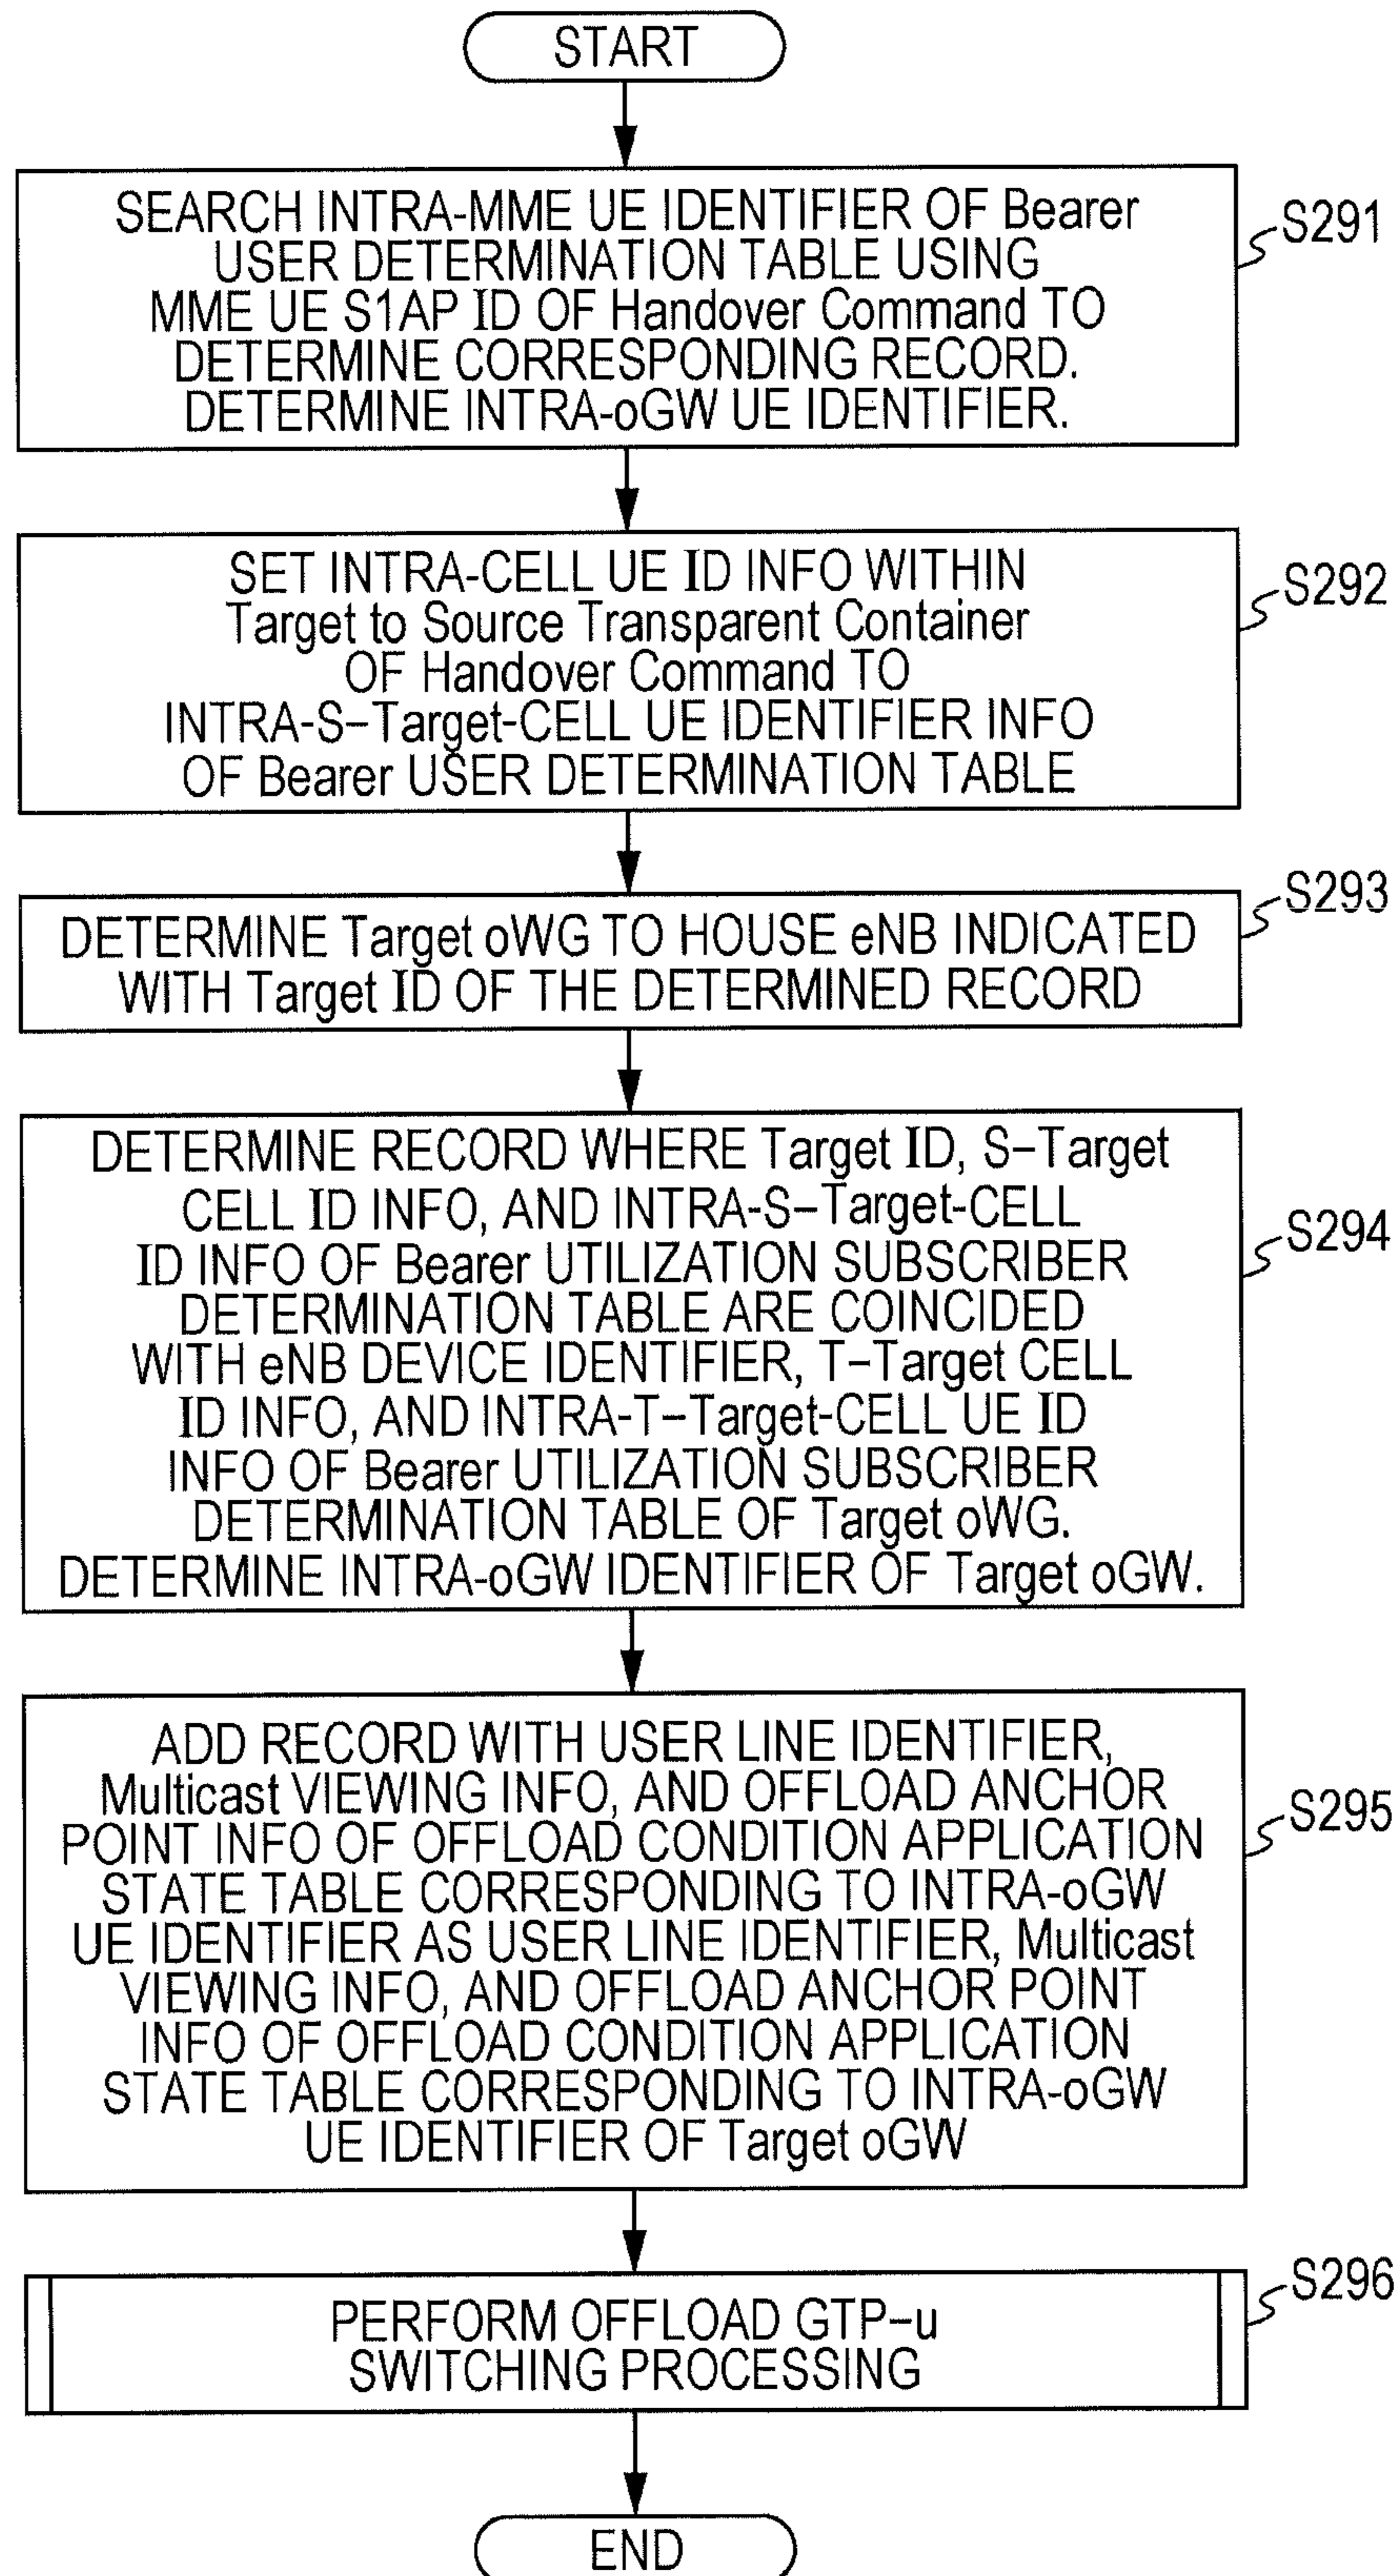 START
SEARCH INTRA-MME UE IDENTIFIER OF Bearer
USER DETERMINATION TABLE USING
MME UE S1AP ID OF Handover Command TO
DETERMINE CORRESPONDING RECORD.
DETERMINE INTRA-oGW UE IDENTIFIER.
S291
SET INTRA-CELL UE ID INFO WITHIN
Target to Source Transparent Container
OF Handover Command TO
INTRA-S–Target-CELL UE IDENTIFIER INFO
OF Bearer USER DETERMINATION TABLE
S292
DETERMINE Target oWG TO HOUSE eNB INDICATED
WITH Target ID OF THE DETERMINED RECORD
S293
DETERMINE RECORD WHERE Target ID, S–Target
CELL ID INFO, AND INTRA-S–Target-CELL
ID INFO OF Bearer UTILIZATION SUBSCRIBER
DETERMINATION TABLE ARE COINCIDED
WITH eNB DEVICE IDENTIFIER, T–Target CELL
ID INFO, AND INTRA-T–Target-CELL UE ID
INFO OF Bearer UTILIZATION SUBSCRIBER
DETERMINATION TABLE OF Target oWG.
DETERMINE INTRA-oGW IDENTIFIER OF Target oGW.
S294
ADD RECORD WITH USER LINE IDENTIFIER,
Multicast VIEWING INFO, AND OFFLOAD ANCHOR
POINT INFO OF OFFLOAD CONDITION APPLICATION
STATE TABLE CORRESPONDING TO INTRA-oGW
UE IDENTIFIER AS USER LINE IDENTIFIER, Multicast
VIEWING INFO, AND OFFLOAD ANCHOR POINT
INFO OF OFFLOAD CONDITION APPLICATION
STATE TABLE CORRESPONDING TO INTRA-oGW
UE IDENTIFIER OF Target oGW
S295
PERFORM OFFLOAD GTP–u
SWITCHING PROCESSING
S296
END